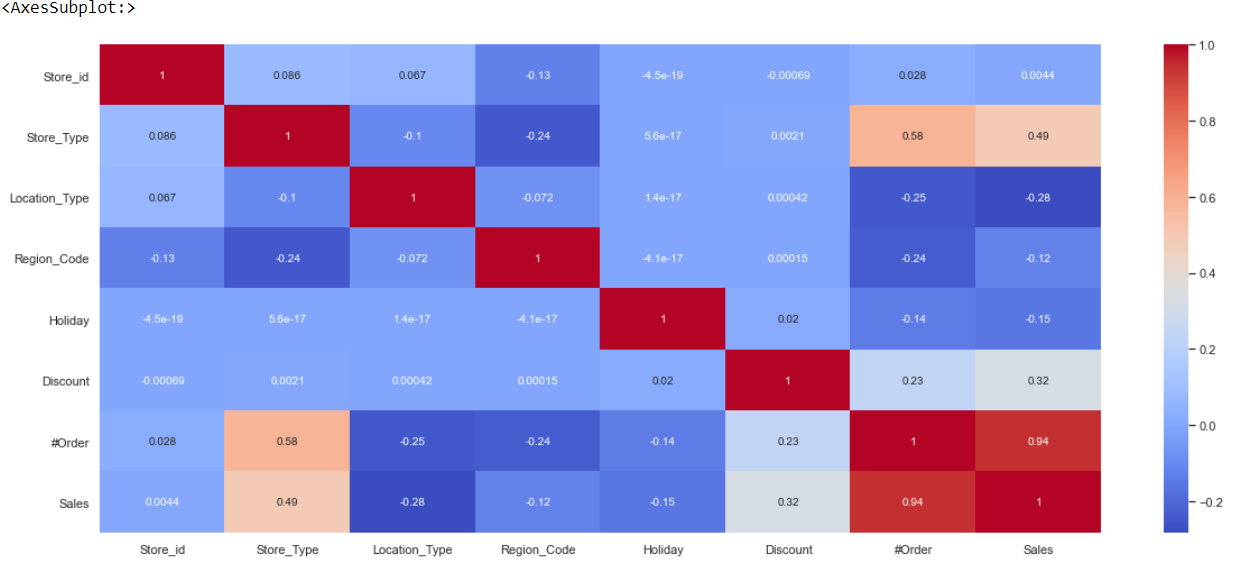 <AxesSubplot:>
1.0
Store_id 1 0.086 0.067 -0.13 -4.5e-19 -0.00069 0.028 0.0044
0.8
Store_Type 0.086 1 -0.1 -0.24 5.6e-17 0.0021 0.58 0.49
Location_Type 0.067 -0.1 1 -0.072 1.4e-17 0.00042 -0.25 -0.28
0.6
Region_Code -0.13 -0.24 -0.072 1 -4.1e-17 0.00015 -0.24 -0.12
0.4
Holiday -4.5e-19 5.6e-17 1.4e-17 -4.1e-17 1 0.02 -0.14 -0.15
0.2
Discount -0.00069 0.0021 0.00042 0.00015 0.02 1 0.23 0.32
0.0
#Order 0.028 0.58 -0.25 -0.24 -0.14 0.23 1 0.94
Sales 0.0044 0.49 -0.28 -0.12 -0.15 0.32 0.94 1
-0.2
Store_id Store_Type Location_Type Region_Code Holiday Discount #Order Sales